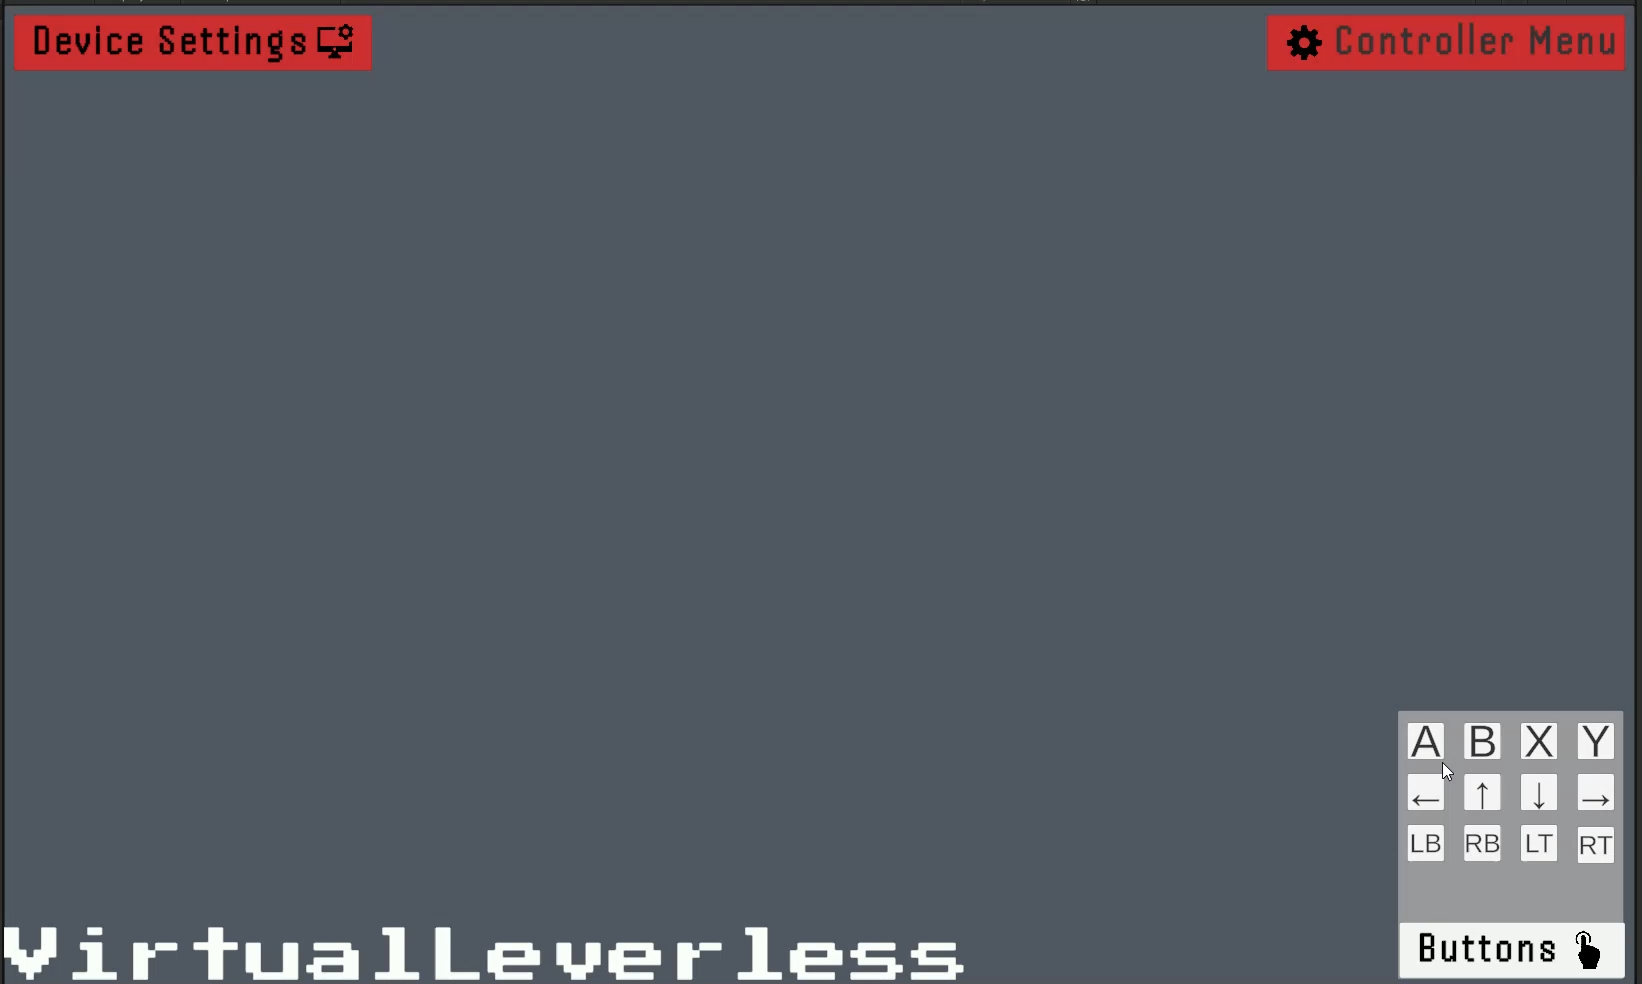 Device Settings
Controller Menu
A B X Y
← ↑ ↓ →
LB RB LT RT
Buttons
VirtualLeverless